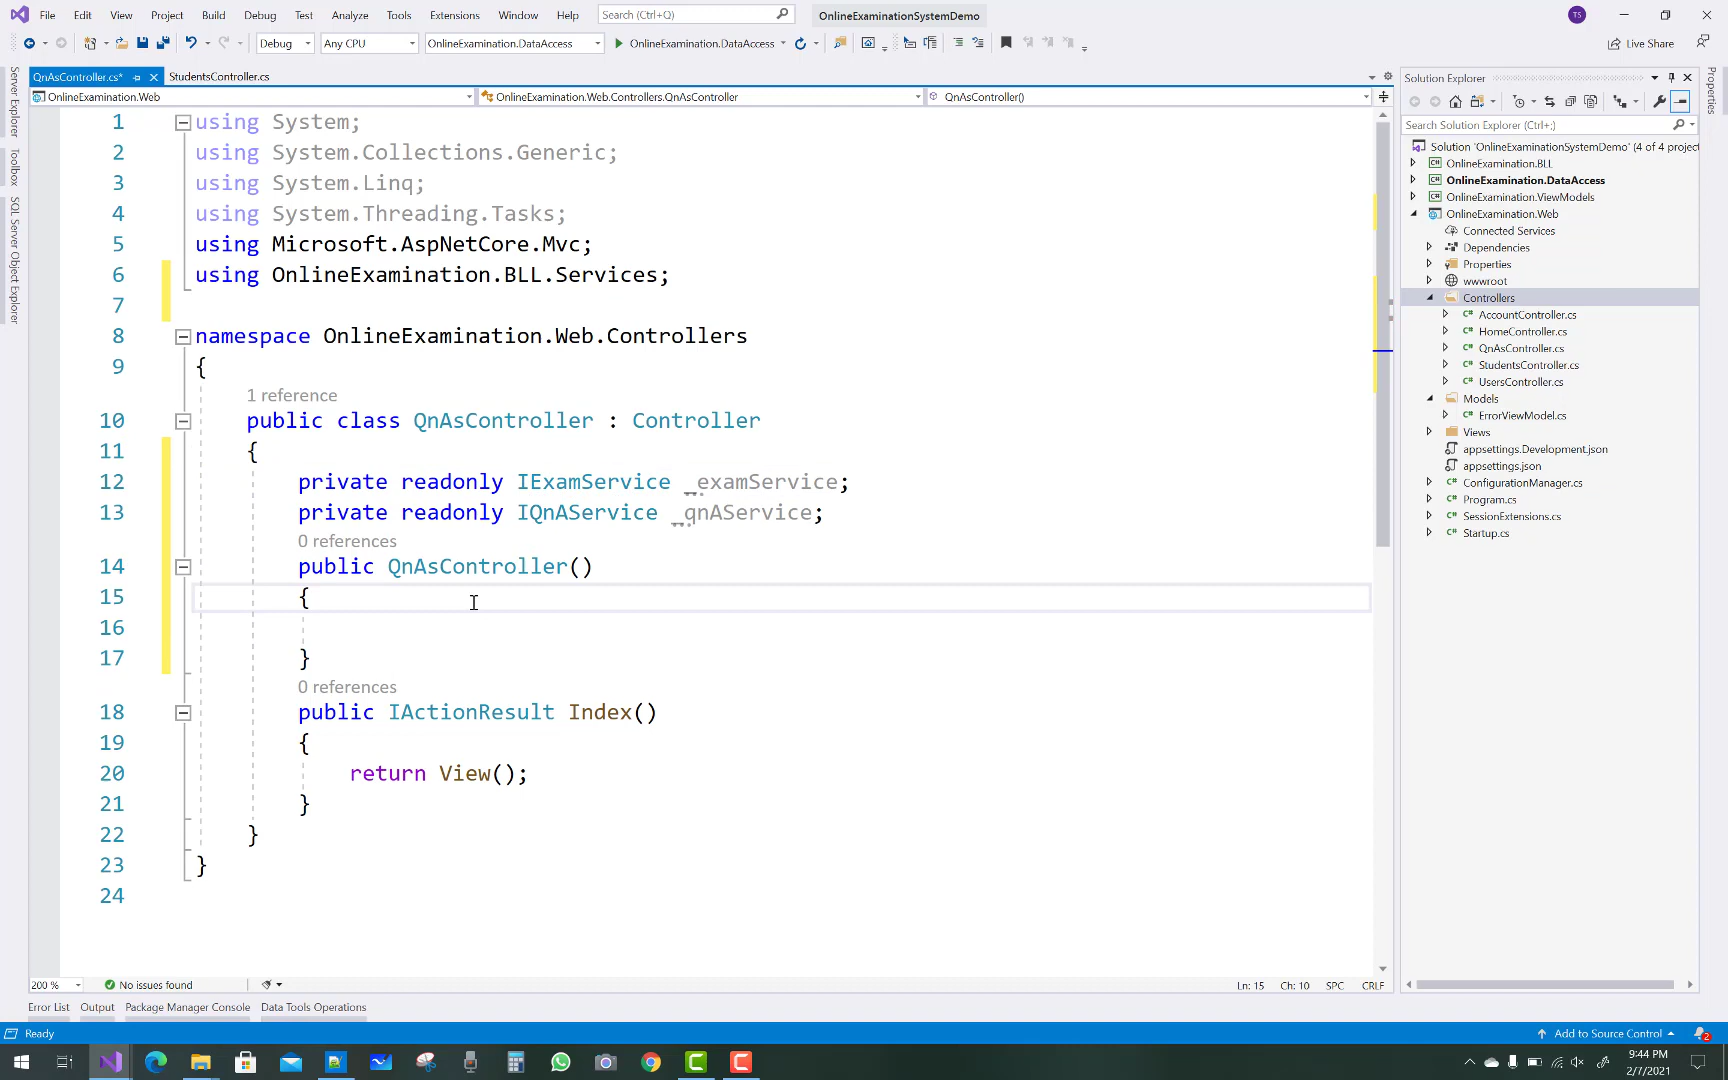 File Edit View Project Build Debug Test Analyze Tools Extensions Window Help Search (Ctrl+Q) OnlineExaminationSystemDemo TS
Debug Any CPU OnlineExamination.DataAccess OnlineExamination.DataAccess Live Share
QnAsController.cs* StudentsController.cs
OnlineExamination.Web OnlineExamination.Web.Controllers.QnAsController QnAsController()
Server Explorer
Toolbox
SQL Server Object Explorer
1 using System;
2 using System.Collections.Generic;
3 using System.Linq;
4 using System.Threading.Tasks;
5 using Microsoft.AspNetCore.Mvc;
6 using OnlineExamination.BLL.Services;
7
8 namespace OnlineExamination.Web.Controllers
9 {
1 reference
10 public class QnAsController : Controller
11 {
12 private readonly IExamService _examService;
13 private readonly IQnAService _qnAService;
0 references
14 public QnAsController()
15 {
16
17 }
0 references
18 public IActionResult Index()
19 {
20 return View();
21 }
22 }
23 }
24
200 % No issues found Ln: 15 Ch: 10 SPC CRLF
Solution Explorer
Search Solution Explorer (Ctrl+;)
Solution 'OnlineExaminationSystemDemo' (4 of 4 project
OnlineExamination.BLL
OnlineExamination.DataAccess
OnlineExamination.ViewModels
OnlineExamination.Web
Connected Services
Dependencies
Properties
wwwroot
Controllers
AccountController.cs
HomeController.cs
QnAsController.cs
StudentsController.cs
UsersController.cs
Models
ErrorViewModel.cs
Views
appsettings.Development.json
appsettings.json
ConfigurationManager.cs
Program.cs
SessionExtensions.cs
Startup.cs
Properties
Error List Output Package Manager Console Data Tools Operations
Ready Add to Source Control 2
9:44 PM
2/7/2021